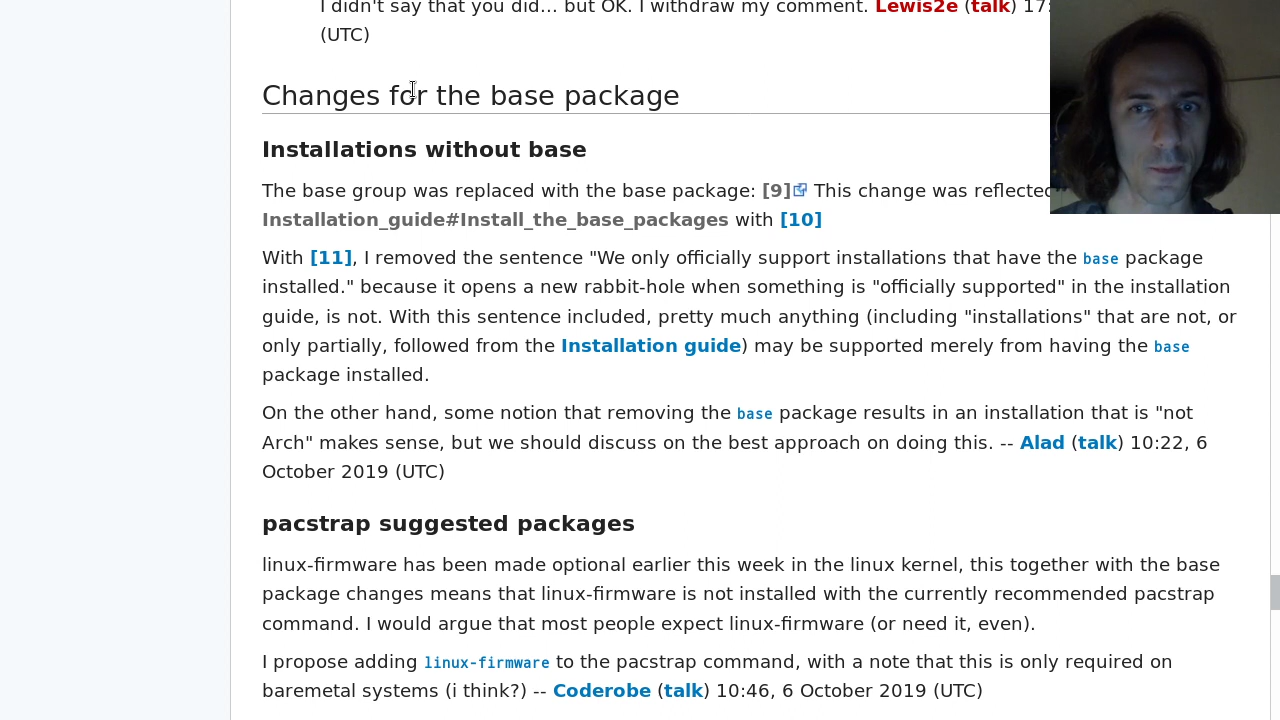 I didn't say that you did... but OK. I withdraw my comment. Lewis2e (talk) 17:
(UTC)
Changes for the base package
Installations without base
The base group was replaced with the base package: [9] This change was reflected
Installation_guide#Install_the_base_packages with [10]
With [11], I removed the sentence "We only officially support installations that have the base package
installed." because it opens a new rabbit-hole when something is "officially supported" in the installation
guide, is not. With this sentence included, pretty much anything (including "installations" that are not, or
only partially, followed from the Installation guide) may be supported merely from having the base
package installed.
On the other hand, some notion that removing the base package results in an installation that is "not
Arch" makes sense, but we should discuss on the best approach on doing this. -- Alad (talk) 10:22, 6
October 2019 (UTC)
pacstrap suggested packages
linux-firmware has been made optional earlier this week in the linux kernel, this together with the base
package changes means that linux-firmware is not installed with the currently recommended pacstrap
command. I would argue that most people expect linux-firmware (or need it, even).
I propose adding linux-firmware to the pacstrap command, with a note that this is only required on
baremetal systems (i think?) -- Coderobe (talk) 10:46, 6 October 2019 (UTC)